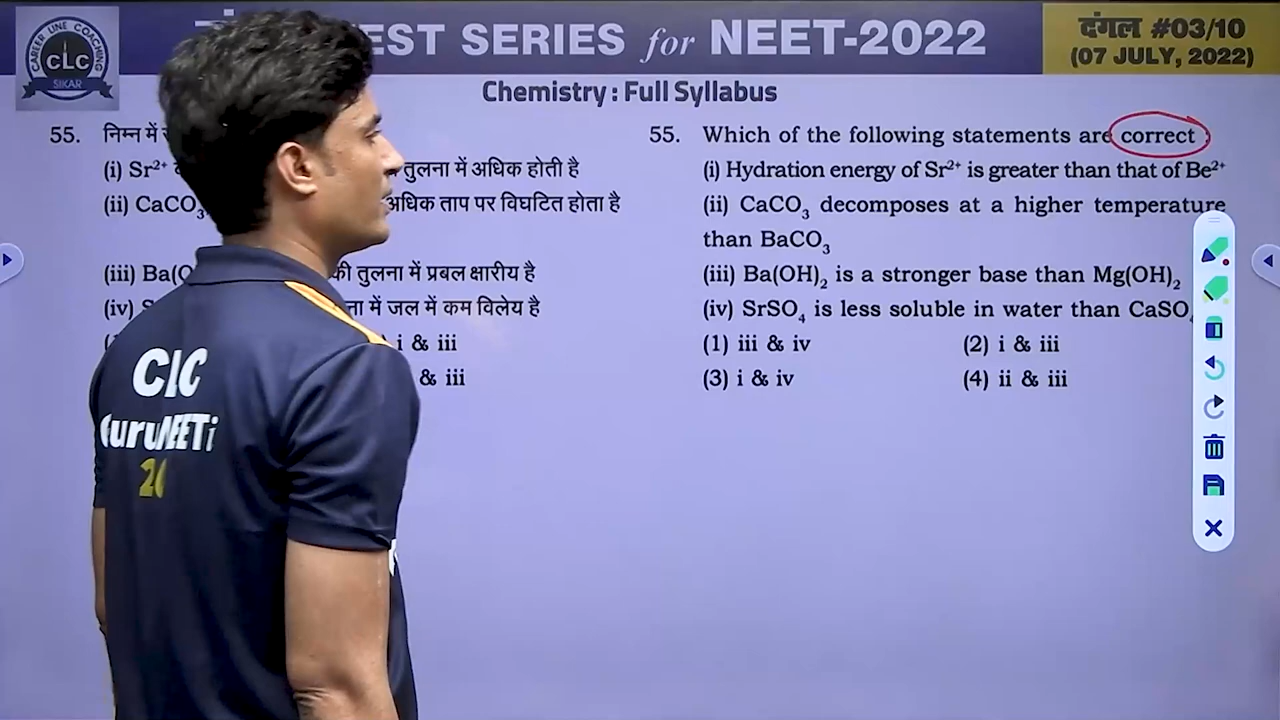 EST SERIES for NEET-2022
दंगल #03/10
(07 JULY, 2022)
CAREER LINE COACHING
CLC
SIKAR
Chemistry : Full Syllabus
55. निम्न में
(i) Sr²⁺ तुलना में अधिक होती है
(ii) CaCO₃ अधिक ताप पर विघटित होता है
(iii) Ba(O की तुलना में प्रबल क्षारीय है
(iv) ना में जल में कम विलेय है
i & iii
& iii
55. Which of the following statements are correct
(i) Hydration energy of Sr²⁺ is greater than that of Be²⁺
(ii) CaCO₃ decomposes at a higher temperature
than BaCO₃
(iii) Ba(OH)₂ is a stronger base than Mg(OH)₂
(iv) SrSO₄ is less soluble in water than CaSO₄
(1) iii & iv (2) i & iii
(3) i & iv (4) ii & iii
CLC
GuruNEETi